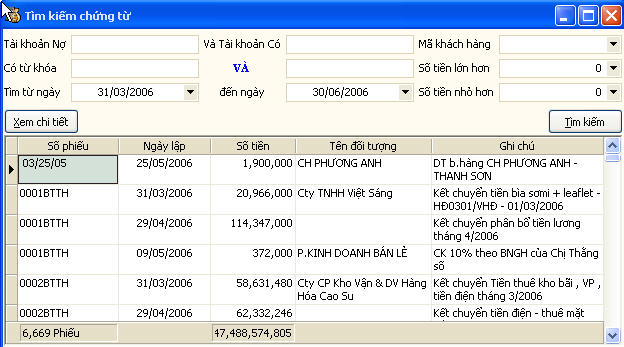 Tìm kiếm chứng từ
Tài khoản Nợ Và Tài khoản Có Mã khách hàng
Có từ khóa VÀ Số tiền lớn hơn 0
Tìm từ ngày 31/03/2006 đến ngày 30/06/2006 Số tiền nhỏ hơn 0
Xem chi tiết Tìm kiếm
Số phiếu Ngày lập Số tiền Tên đối tượng Ghi chú
03/25/05 25/05/2006 1,900,000 CH PHƯƠNG ANH DT b.hàng CH PHƯƠNG ANH -
THANH SƠN
0001BTTH 31/03/2006 20,966,000 Cty TNHH Việt Sáng Kết chuyển tiền bìa sơmi + leaflet -
HĐ0301/VHĐ - 01/03/2006
0001BTTH 29/04/2006 114,347,000 Kết chuyển phân bổ tiền lương
tháng 4/2006
0001BTTH 09/05/2006 372,000 P.KINH DOANH BÁN LẺ CK 10% theo BNGH của Chị Thắng
số
0002BTTH 31/03/2006 58,631,480 Cty CP Kho Vận & DV Hàng Kết chuyển Tiền thuê kho bãi , VP ,
Hóa Cao Su tiền điện tháng 3/2006
0002BTTH 29/04/2006 62,332,246 Kết chuyển tiền điện - thuê mặt
6,669 Phiếu 47,488,574,805